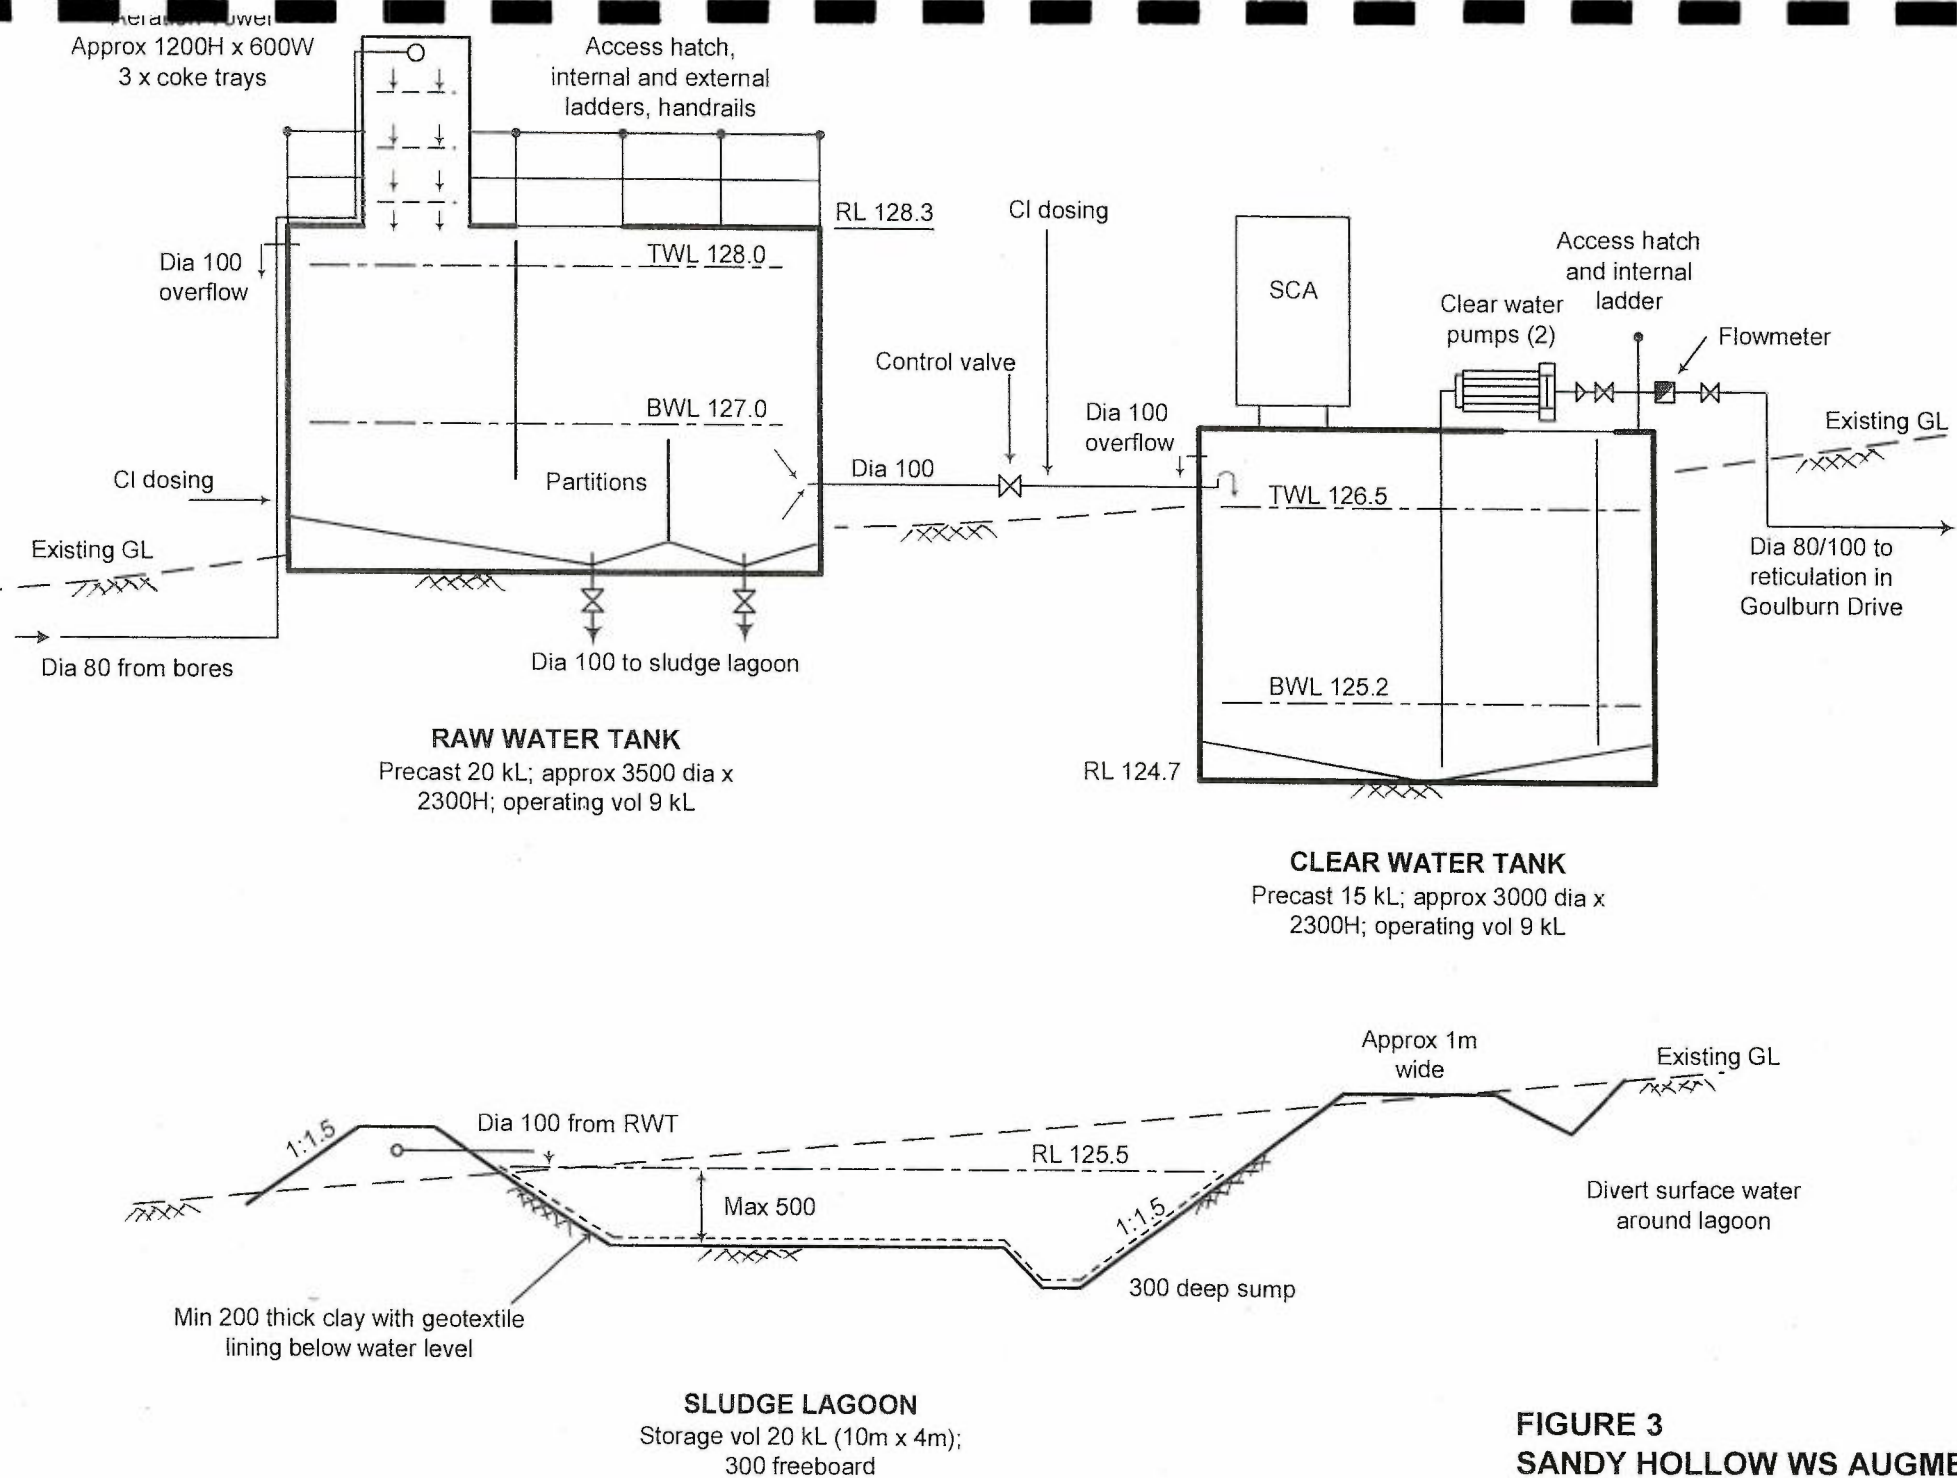 Approx 1200H x 600W
3 x coke trays
Access hatch,
internal and external
ladders, handrails
RL 128.3
Cl dosing
TWL 128.0
Dia 100
overflow
SCA
Access hatch
and internal
ladder
Clear water
pumps (2)
Flowmeter
Control valve
BWL 127.0
Dia 100
overflow
Existing GL
Cl dosing
Partitions
Dia 100
TWL 126.5
Existing GL
Dia 80/100 to
reticulation in
Goulburn Drive
Dia 80 from bores
Dia 100 to sludge lagoon
BWL 125.2
RL 124.7
RAW WATER TANK
Precast 20 kL; approx 3500 dia x
2300H; operating vol 9 kL
CLEAR WATER TANK
Precast 15 kL; approx 3000 dia x
2300H; operating vol 9 kL
Approx 1m
wide
Existing GL
1:1.5
Dia 100 from RWT
RL 125.5
Max 500
1:1.5
Divert surface water
around lagoon
300 deep sump
Min 200 thick clay with geotextile
lining below water level
SLUDGE LAGOON
Storage vol 20 kL (10m x 4m);
300 freeboard
FIGURE 3
SANDY HOLLOW WS AUGME